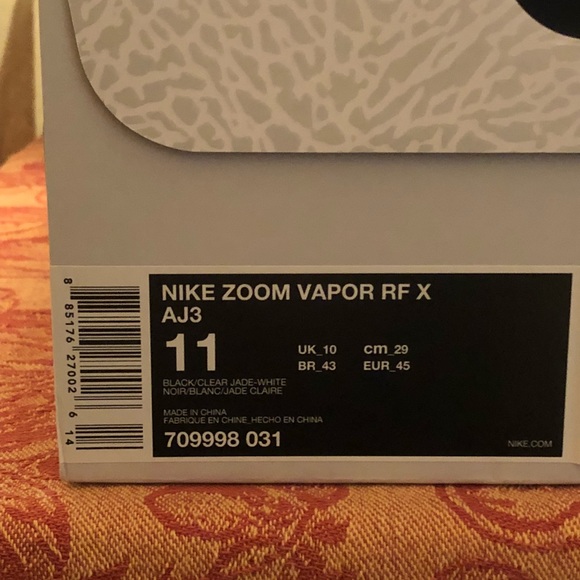 NIKE ZOOM VAPOR RF X
AJ3
11
UK_10 cm_29
BR_43 EUR_45
BLACK/CLEAR JADE-WHITE
NOIR/BLANC/JADE CLAIRE
MADE IN CHINA
FABRIQUE EN CHINE_HECHO EN CHINA
709998 031
NIKE.COM
8 85176 27002 6 14